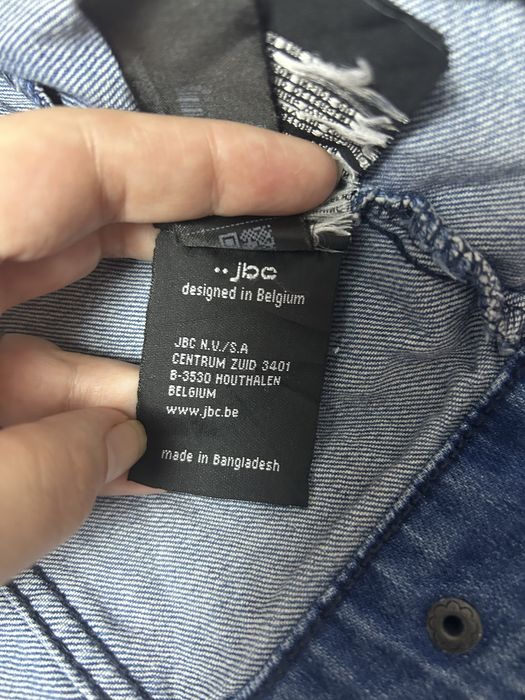 ..jbc
designed in Belgium
JBC N.V./S.A
CENTRUM ZUID 3401
B-3530 HOUTHALEN
BELGIUM
www.jbc.be
made in Bangladesh